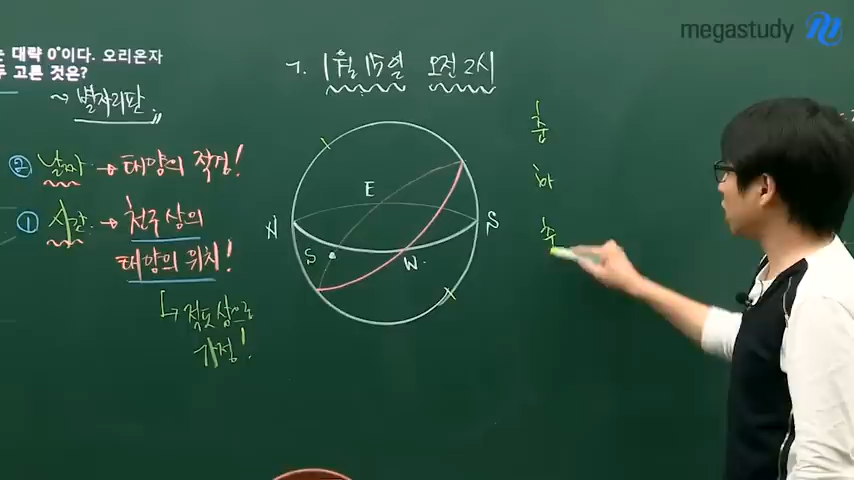 megastudy
는 대략 0°이다. 오리온자
두 고른 것은?
~ 별자리판
② 날짜 → 태양의 적경!
① 시간 → 천구 상의
태양의 위치!
↳ 적도 상으로
가정!
ㄱ. 1월 15일 오전 2시
E
N
S
S
W
춘
하
추